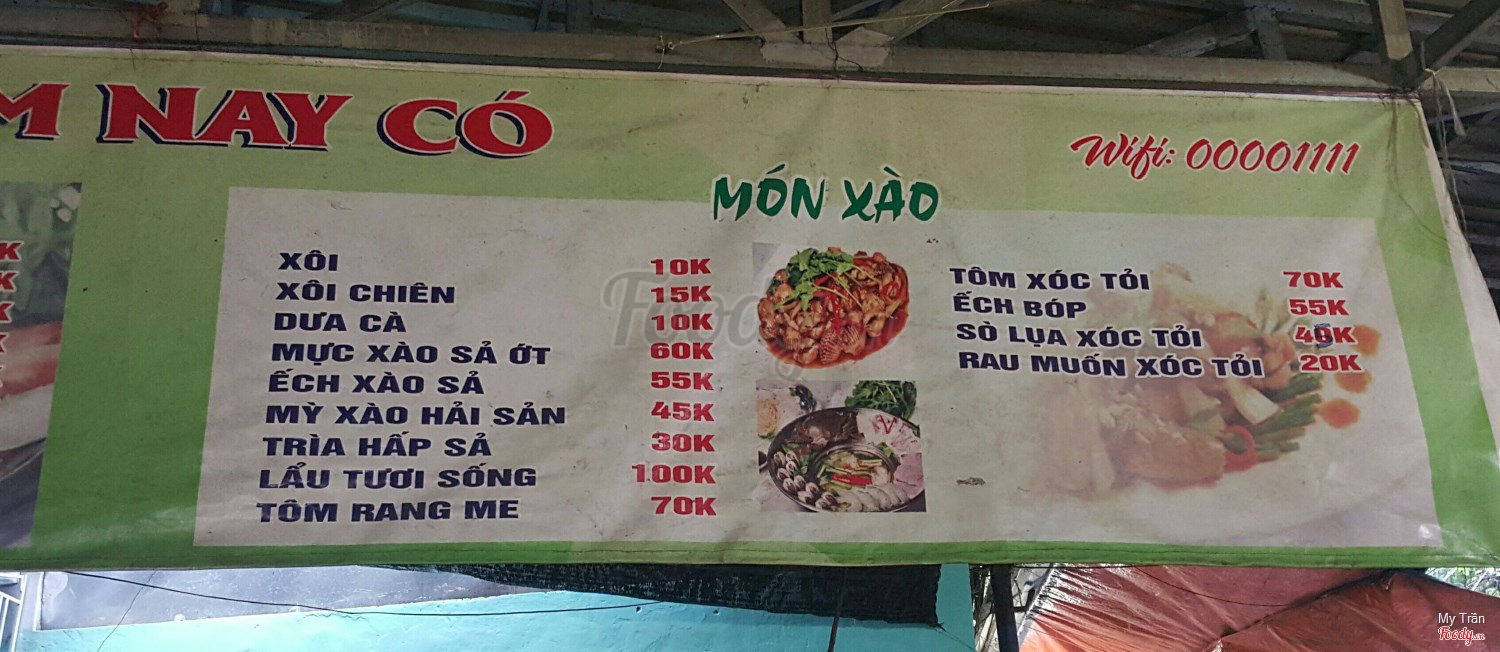 M NAY CÓ
Wifi: 00001111
MÓN XÀO
XÔI 10K
XÔI CHIÊN 15K
DƯA CÀ 10K
MỰC XÀO SẢ ỚT 60K
ẾCH XÀO SẢ 55K
MỲ XÀO HẢI SẢN 45K
TRÌA HẤP SẢ 30K
LẨU TƯƠI SỐNG 100K
TÔM RANG ME 70K
TÔM XÓC TỎI 70K
ẾCH BÓP 55K
SÒ LỤA XÓC TỎI
RAU MUỐN XÓC TỎI 20K
K
K
K
K
Foody
My Trần
Foody.vn